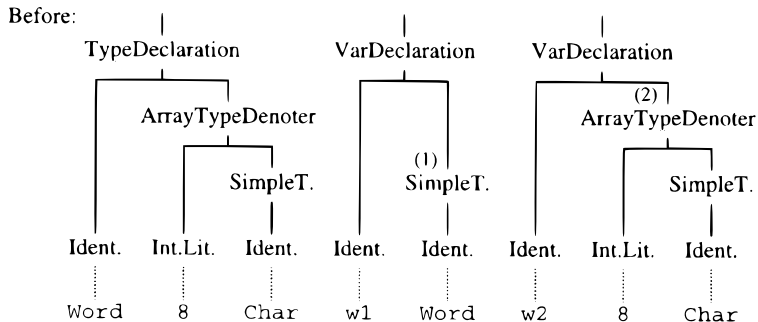 Before:
TypeDeclaration VarDeclaration VarDeclaration
(2)
ArrayTypeDenoter ArrayTypeDenoter
(1)
SimpleT. SimpleT. SimpleT.
Ident. Int.Lit. Ident. Ident. Ident. Ident. Int.Lit. Ident.
Word 8 Char w1 Word w2 8 Char